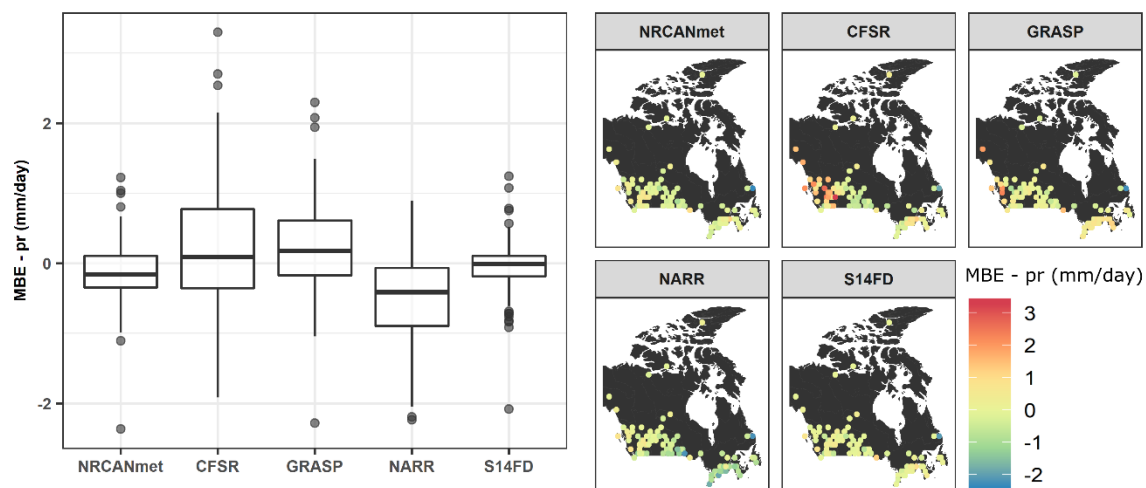 MBE - pr (mm/day)
2
0
-2
NRCANmet CFSR GRASP NARR S14FD
NRCANmet CFSR GRASP
NARR S14FD
MBE - pr (mm/day)
3
2
1
0
-1
-2